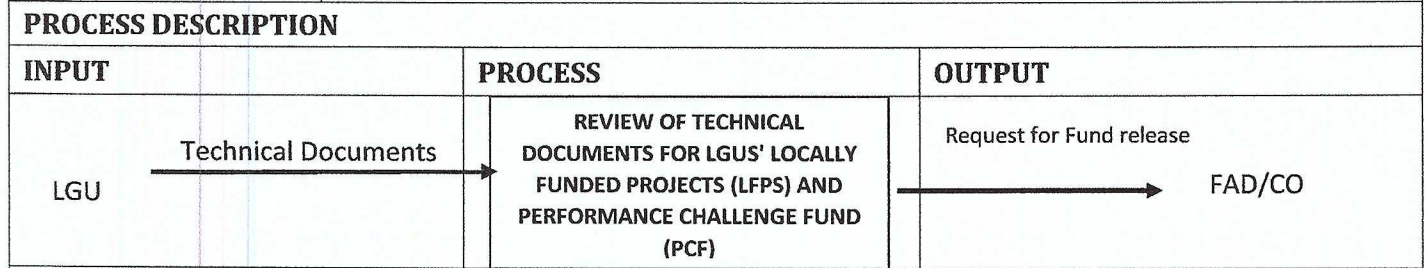 PROCESS DESCRIPTION
INPUT
PROCESS
OUTPUT
LGU
Technical Documents
REVIEW OF TECHNICAL
DOCUMENTS FOR LGUS' LOCALLY
FUNDED PROJECTS (LFPS) AND
PERFORMANCE CHALLENGE FUND
(PCF)
Request for Fund release
FAD/CO